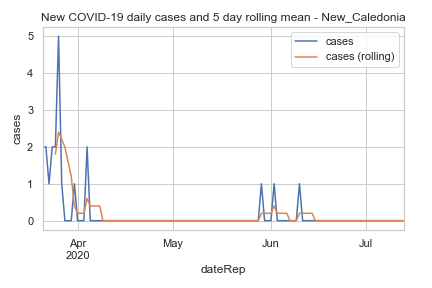 New COVID-19 daily cases and 5 day rolling mean - New_Caledonia
cases
cases (rolling)
5
4
3
2
1
0
cases
Apr
2020
May
Jun
Jul
dateRep